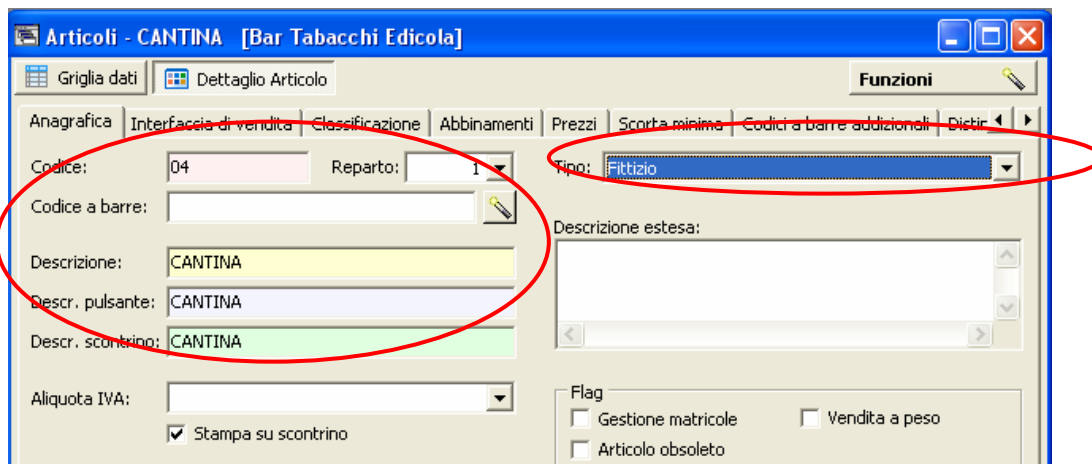 Articoli - CANTINA [Bar Tabacchi Edicola]
Griglia dati Dettaglio Articolo Funzioni
Anagrafica Interfaccia di vendita Classificazione Abbinamenti Prezzi Scorta minima Codici a barre addizionali Distin
Codice: 04 Reparto: 1 Tipo: Fittizio
Codice a barre:
Descrizione estesa:
Descrizione: CANTINA
Descr. pulsante: CANTINA
Descr. scontrino: CANTINA
Aliquota IVA:
Flag
Gestione matricole Vendita a peso
Stampa su scontrino
Articolo obsoleto